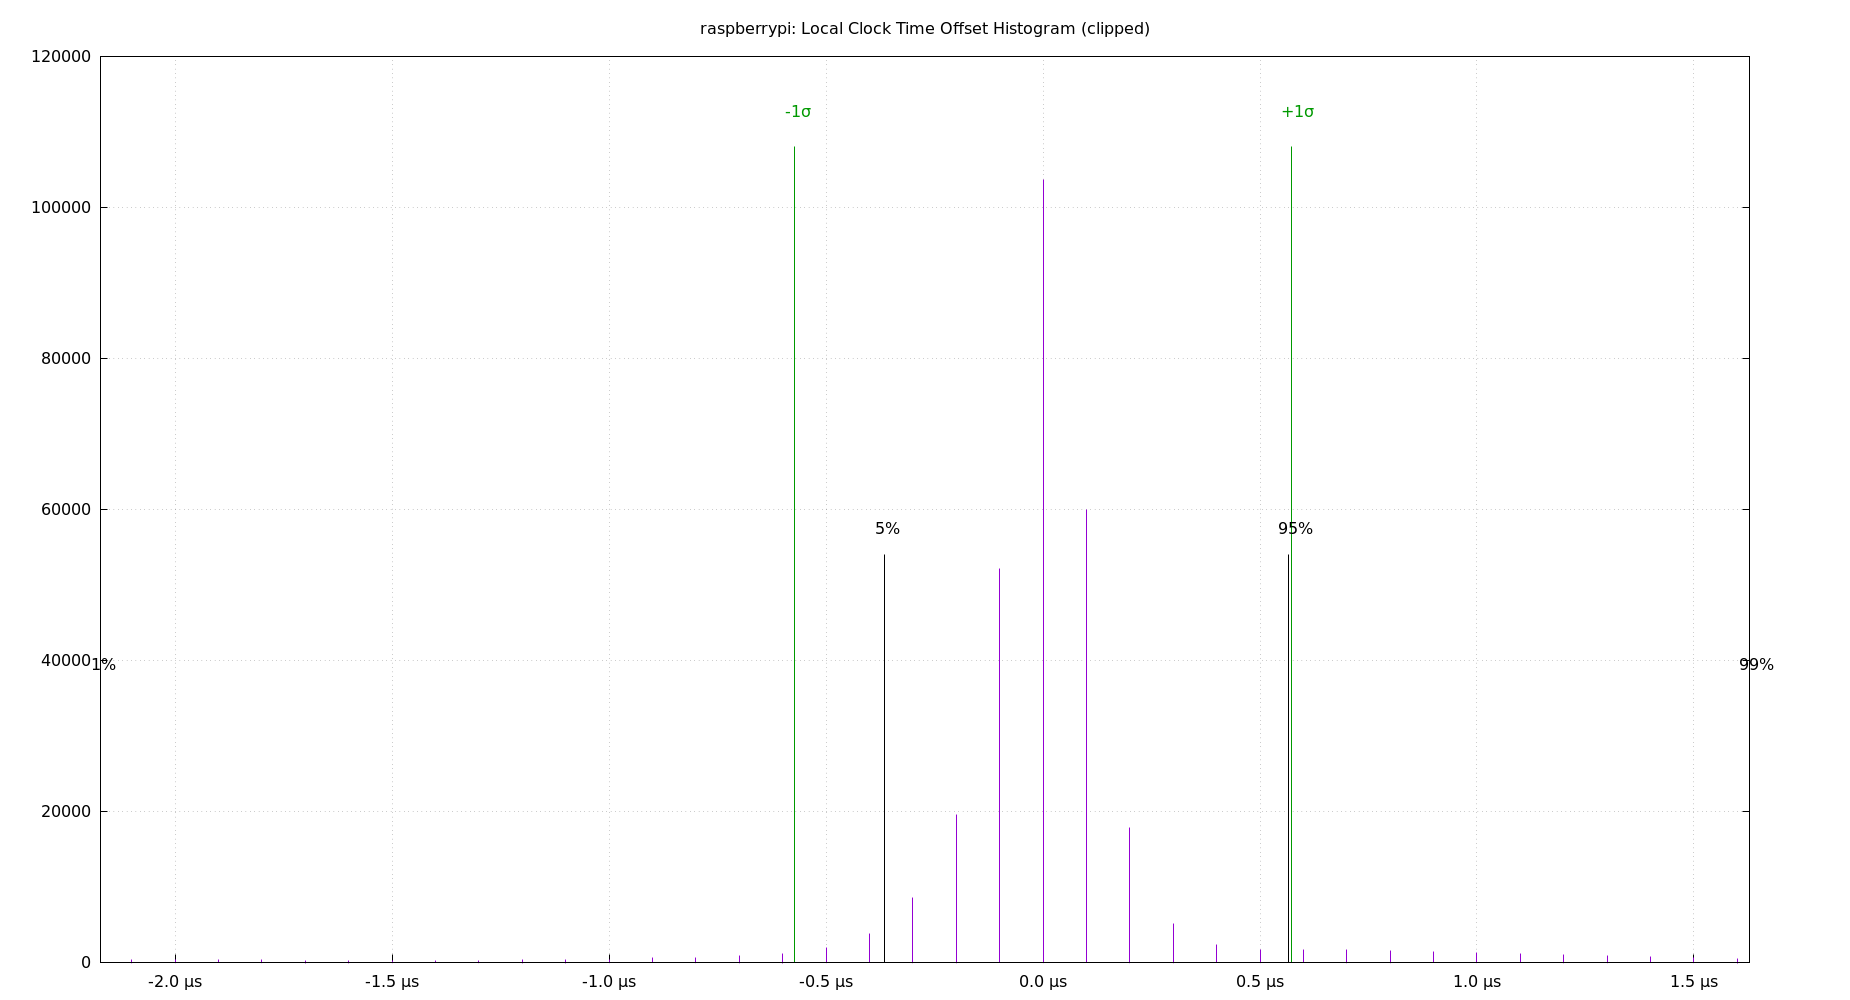 raspberrypi: Local Clock Time Offset Histogram (clipped)
120000
-1σ +1σ
100000
80000
60000
5% 95%
40000 1% 99%
20000
0
-2.0 µs -1.5 µs -1.0 µs -0.5 µs 0.0 µs 0.5 µs 1.0 µs 1.5 µs